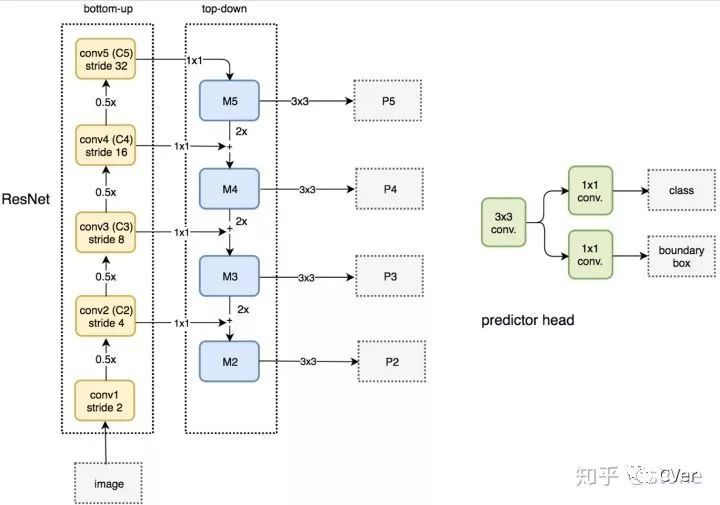 bottom-up
top-down
conv5 (C5)
stride 32
1x1
0.5x
M5
3x3
P5
2x
conv4 (C4)
stride 16
1x1
+
0.5x
M4
3x3
P4
2x
ResNet
conv3 (C3)
stride 8
1x1
+
0.5x
M3
3x3
P3
2x
conv2 (C2)
stride 4
1x1
+
0.5x
M2
3x3
P2
conv1
stride 2
image
3x3
conv.
1x1
conv.
class
1x1
conv.
boundary
box
predictor head
知乎
CVer